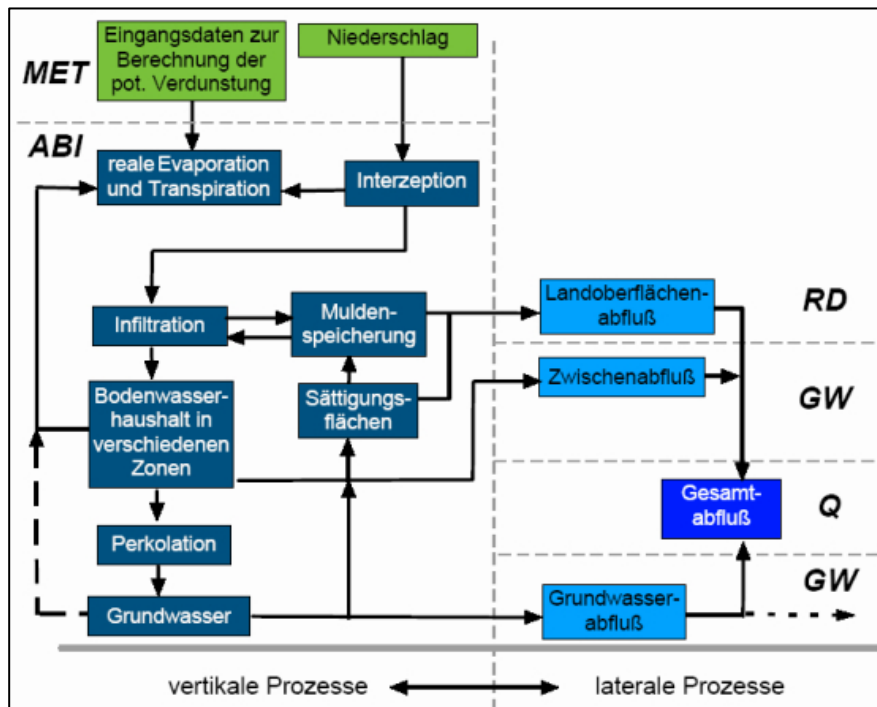 Eingangsdaten zur
Berechnung der
pot. Verdunstung
Niederschlag
MET
ABI
reale Evaporation
und Transpiration
Interzeption
Infiltration
Mulden-
speicherung
Landoberflächen-
abfluß
RD
Bodenwasser-
haushalt in
verschiedenen
Zonen
Sättigungs-
flächen
Zwischenabfluß
GW
Gesamt-
abfluß
Q
Perkolation
Grundwasser
Grundwasser-
abfluß
GW
vertikale Prozesse
laterale Prozesse